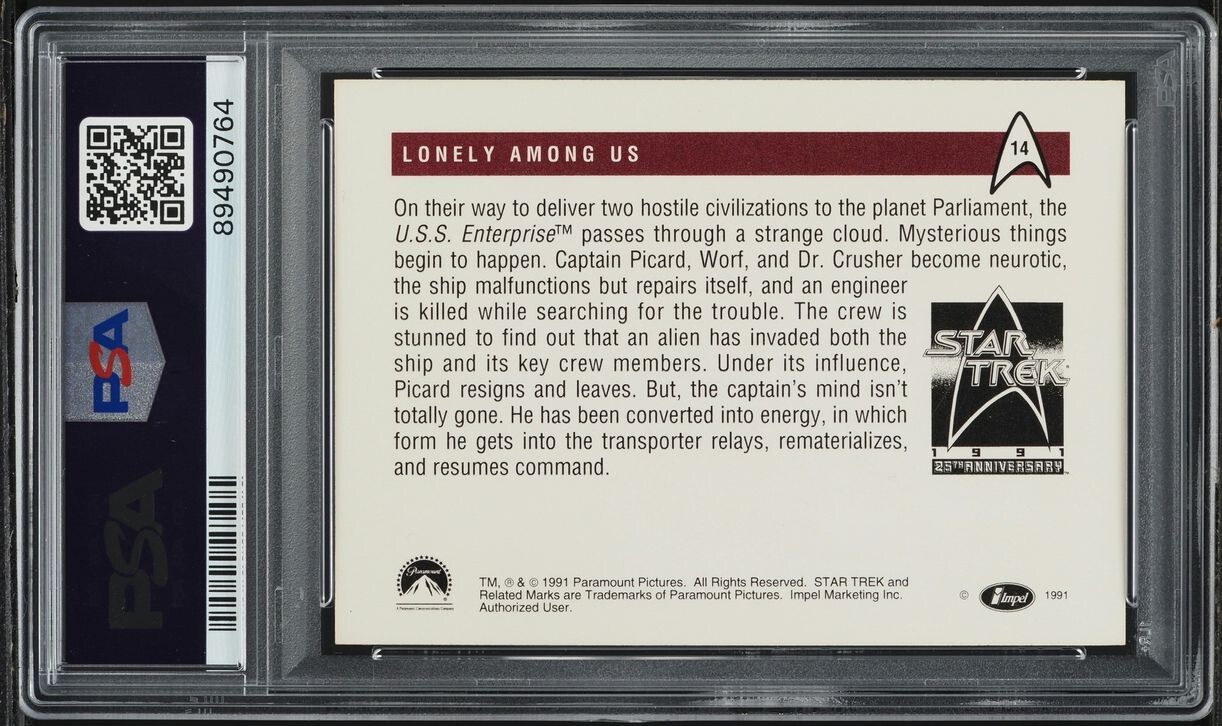 89490764
PSA
PSA
LONELY AMONG US
14
On their way to deliver two hostile civilizations to the planet Parliament, the
U.S.S. Enterprise™ passes through a strange cloud. Mysterious things
begin to happen. Captain Picard, Worf, and Dr. Crusher become neurotic,
the ship malfunctions but repairs itself, and an engineer
is killed while searching for the trouble. The crew is
stunned to find out that an alien has invaded both the
ship and its key crew members. Under its influence,
Picard resigns and leaves. But, the captain's mind isn't
totally gone. He has been converted into energy, in which
form he gets into the transporter relays, rematerializes,
and resumes command.
STAR
TREK®
1991
25TH ANNIVERSARY™
Paramount
A Paramount Communications Company
TM, ® & © 1991 Paramount Pictures. All Rights Reserved. STAR TREK and
Related Marks are Trademarks of Paramount Pictures. Impel Marketing Inc.
Authorized User.
© Impel 1991